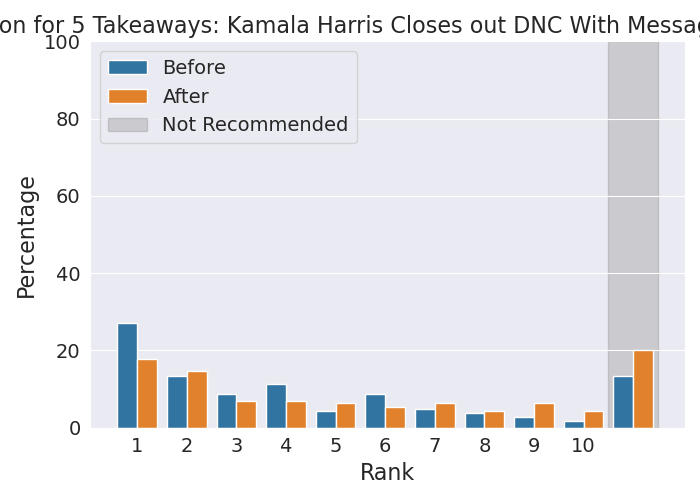 on for 5 Takeaways: Kamala Harris Closes out DNC With Messag
100
80
60
40
20
0
Percentage
Before
After
Not Recommended
1 2 3 4 5 6 7 8 9 10
Rank